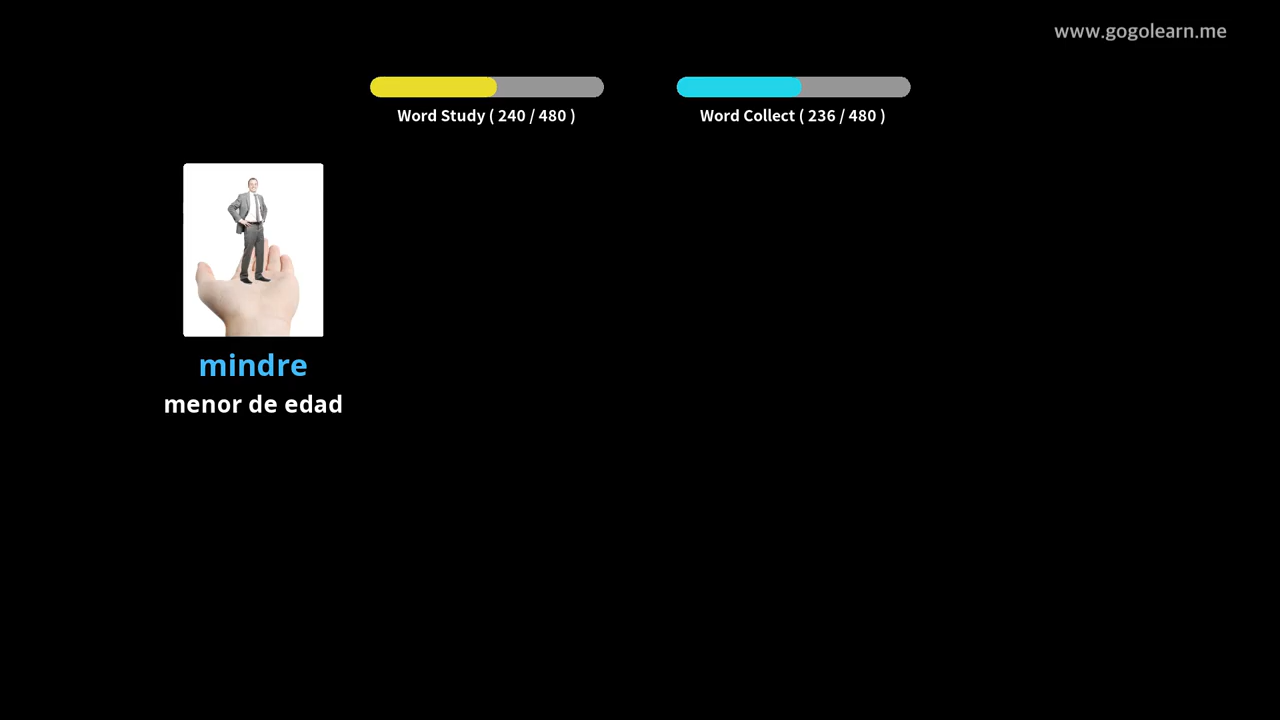 www.gogolearn.me
Word Study ( 240 / 480 )
Word Collect ( 236 / 480 )
mindre
menor de edad